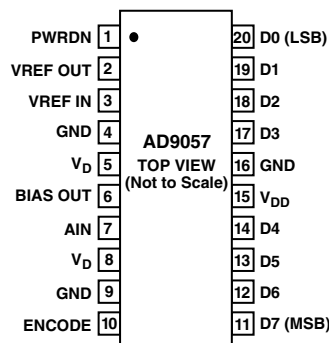 PWRDN 1 20 D0 (LSB)
VREF OUT 2 19 D1
VREF IN 3 18 D2
GND 4 17 D3
AD9057
VD 5 16 GND
TOP VIEW
(Not to Scale)
BIAS OUT 6 15 VDD
AIN 7 14 D4
VD 8 13 D5
GND 9 12 D6
ENCODE 10 11 D7 (MSB)